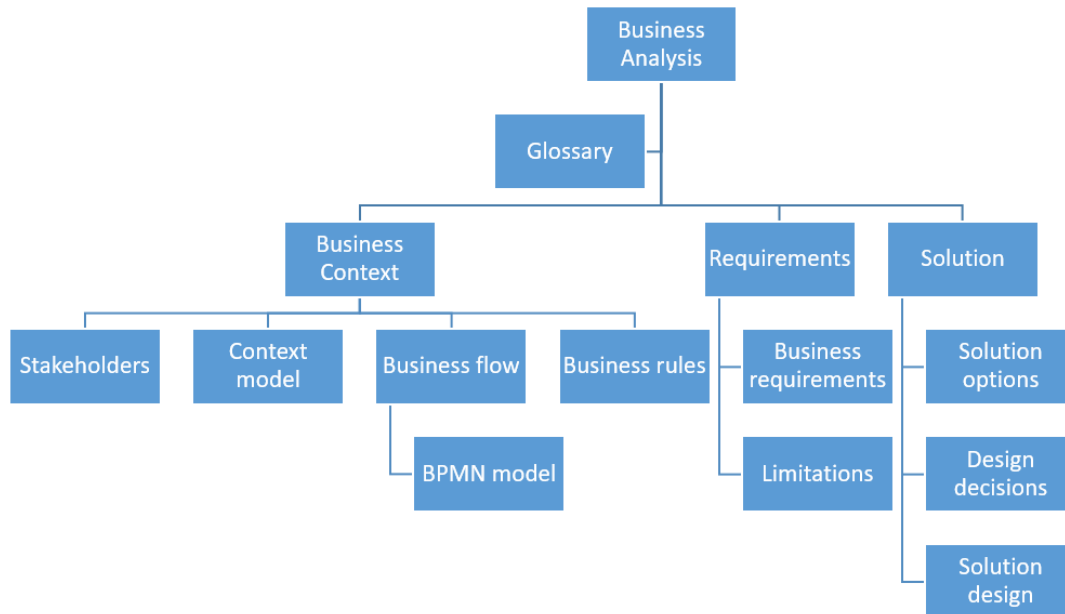 Business
Analysis
Glossary
Business
Context
Requirements
Solution
Stakeholders
Context
model
Business flow
Business rules
Business
requirements
Solution
options
BPMN model
Limitations
Design
decisions
Solution
design